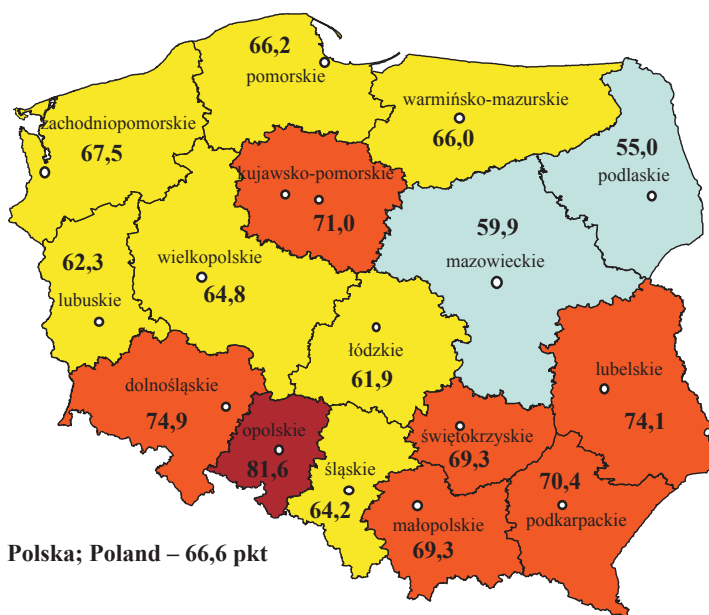 66,2
pomorskie
warmińsko-mazurskie
66,0
zachodniopomorskie
67,5
55,0
podlaskie
kujawsko-pomorskie
71,0
59,9
mazowieckie
62,3
lubuskie
wielkopolskie
64,8
łódzkie
61,9
lubelskie
74,1
dolnośląskie
74,9
opolskie
81,6
śląskie
64,2
świętokrzyskie
69,3
70,4
podkarpackie
małopolskie
69,3
Polska; Poland – 66,6 pkt